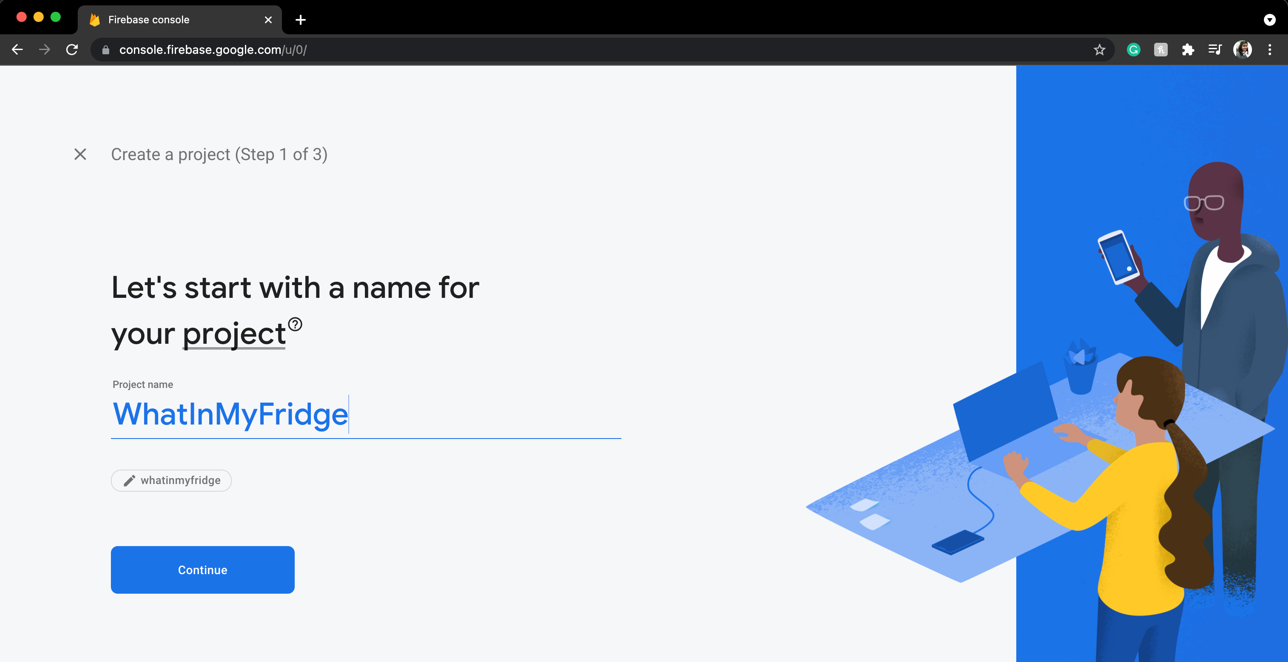 Firebase console
console.firebase.google.com/u/0/
Create a project (Step 1 of 3)
Let's start with a name for
your project
Project name
WhatInMyFridge
whatinmyfridge
Continue